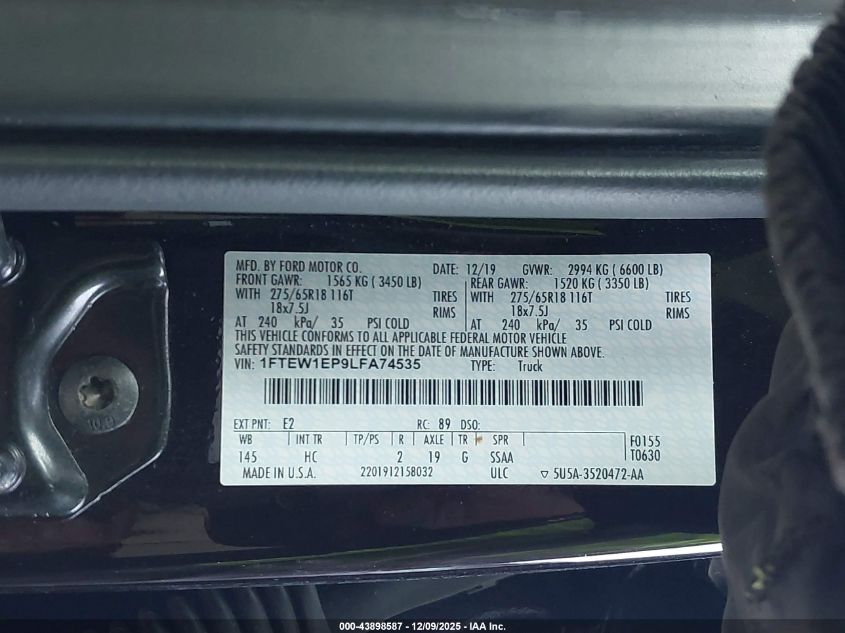 MFD. BY FORD MOTOR CO. DATE: 12/19 GVWR: 2994 KG ( 6600 LB)
FRONT GAWR: 1565 KG ( 3450 LB) REAR GAWR: 1520 KG ( 3350 LB)
WITH 275/65R18 116T TIRES WITH 275/65R18 116T TIRES
18x7.5J RIMS 18x7.5J RIMS
AT 240 kPa/ 35 PSI COLD AT 240 kPa/ 35 PSI COLD
THIS VEHICLE CONFORMS TO ALL APPLICABLE FEDERAL MOTOR VEHICLE
SAFETY STANDARDS IN EFFECT ON THE DATE OF MANUFACTURE SHOWN ABOVE.
VIN: 1FTEW1EP9LFA74535 TYPE: Truck
EXT PNT: E2 RC: 89 DSO:
WB INT TR TP/PS R AXLE TR SPR F0155
145 HC 2 19 G SSAA T0630
MADE IN U.S.A. 2201912158032 ULC ▽ 5U5A-3520472-AA
10.9
000-43898587 - 12/09/2025 - IAA Inc.